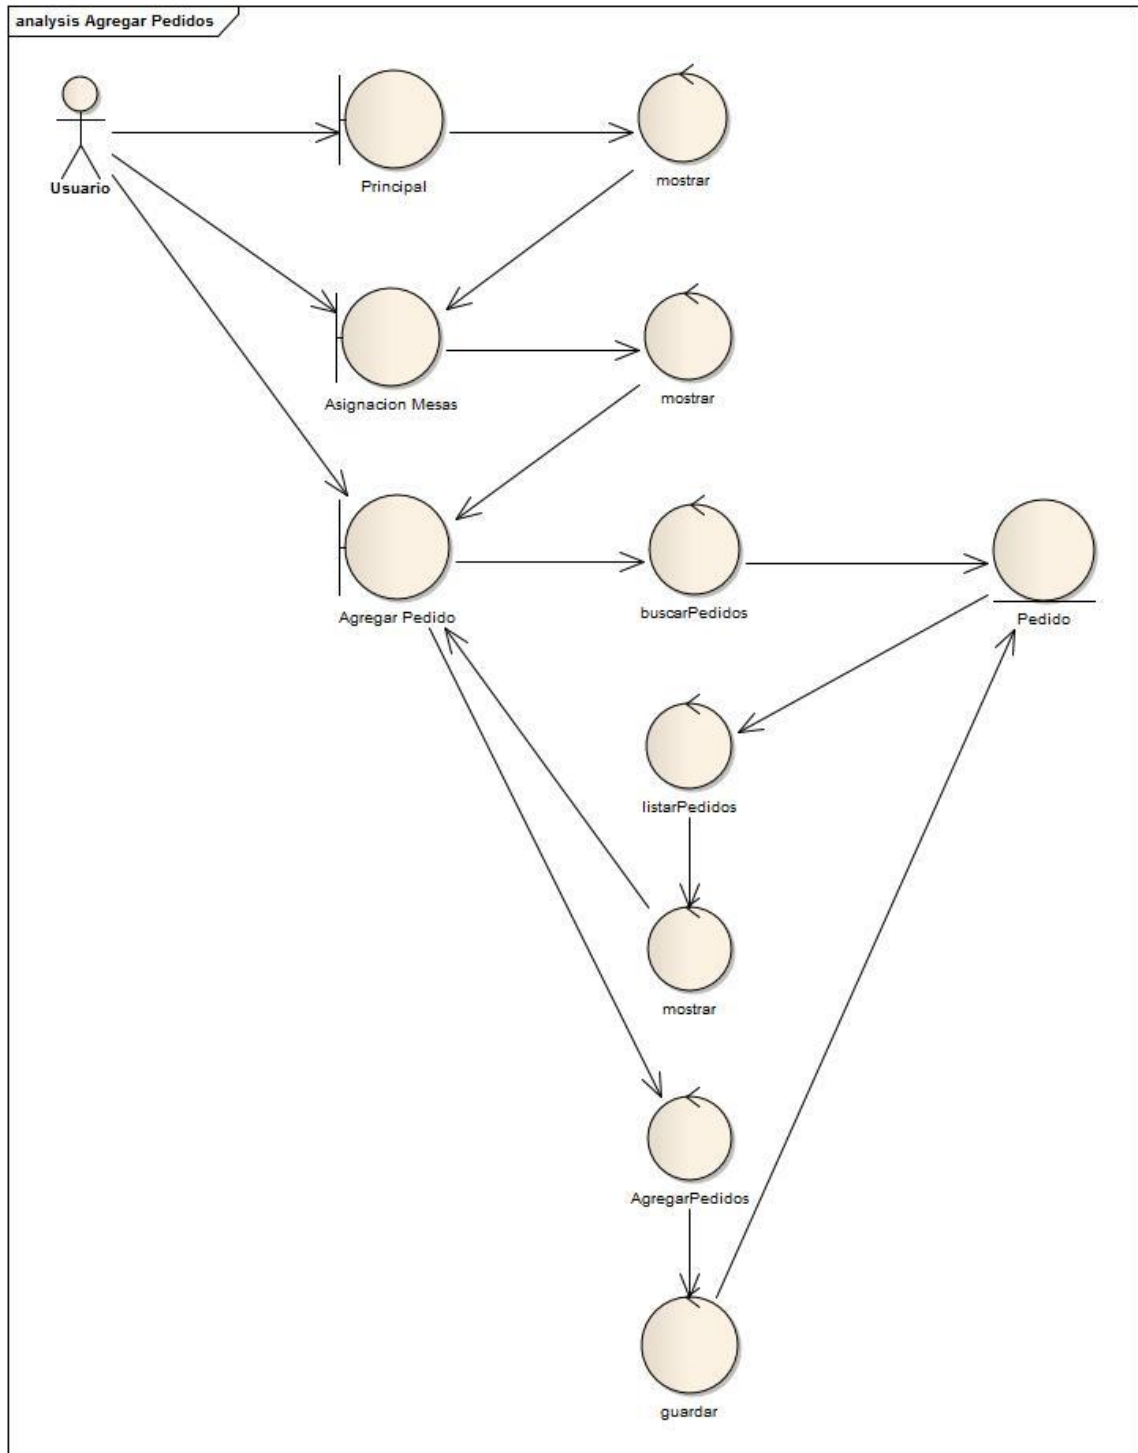 analysis Agregar Pedidos
Usuario
Principal
mostrar
Asignacion Mesas
mostrar
Agregar Pedido
buscarPedidos
Pedido
listarPedidos
mostrar
AgregarPedidos
guardar